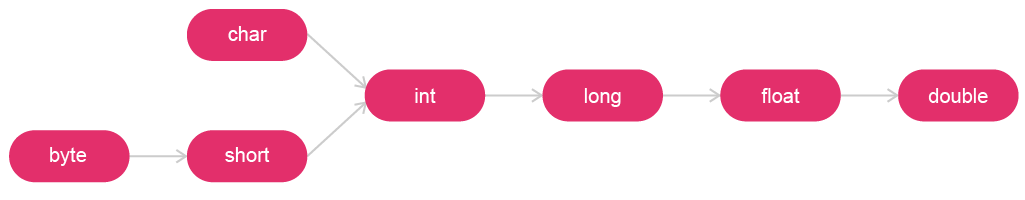 char
int
long
float
double
byte
short